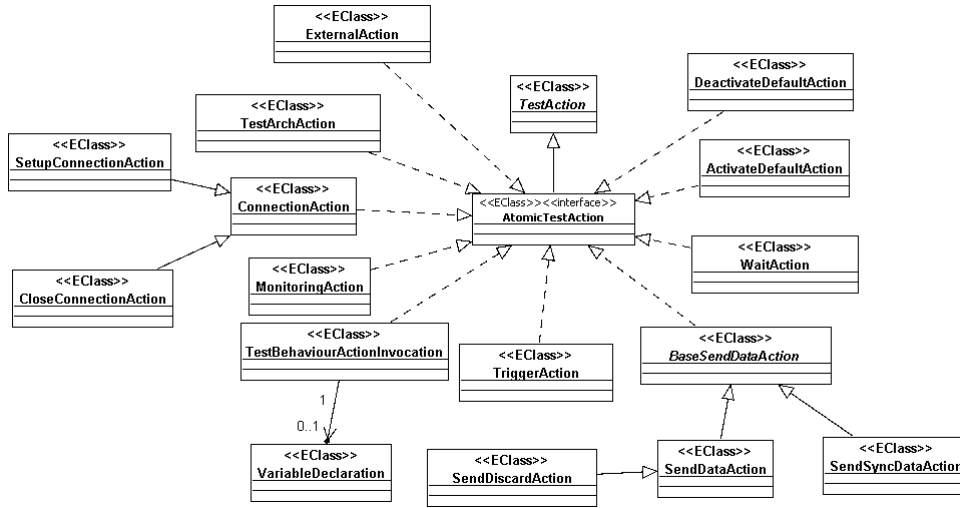 <<EClass>>
ExternalAction
<<EClass>>
TestAction
<<EClass>>
DeactivateDefaultAction
<<EClass>>
TestArchAction
<<EClass>>
SetupConnectionAction
<<EClass>>
ActivateDefaultAction
<<EClass>>
ConnectionAction
<<EClass>><<interface>>
AtomicTestAction
<<EClass>>
WaitAction
<<EClass>>
CloseConnectionAction
<<EClass>>
MonitoringAction
<<EClass>>
TestBehaviourActionInvocation
<<EClass>>
TriggerAction
<<EClass>>
BaseSendDataAction
1
0..1
<<EClass>>
VariableDeclaration
<<EClass>>
SendDiscardAction
<<EClass>>
SendDataAction
<<EClass>>
SendSyncDataAction